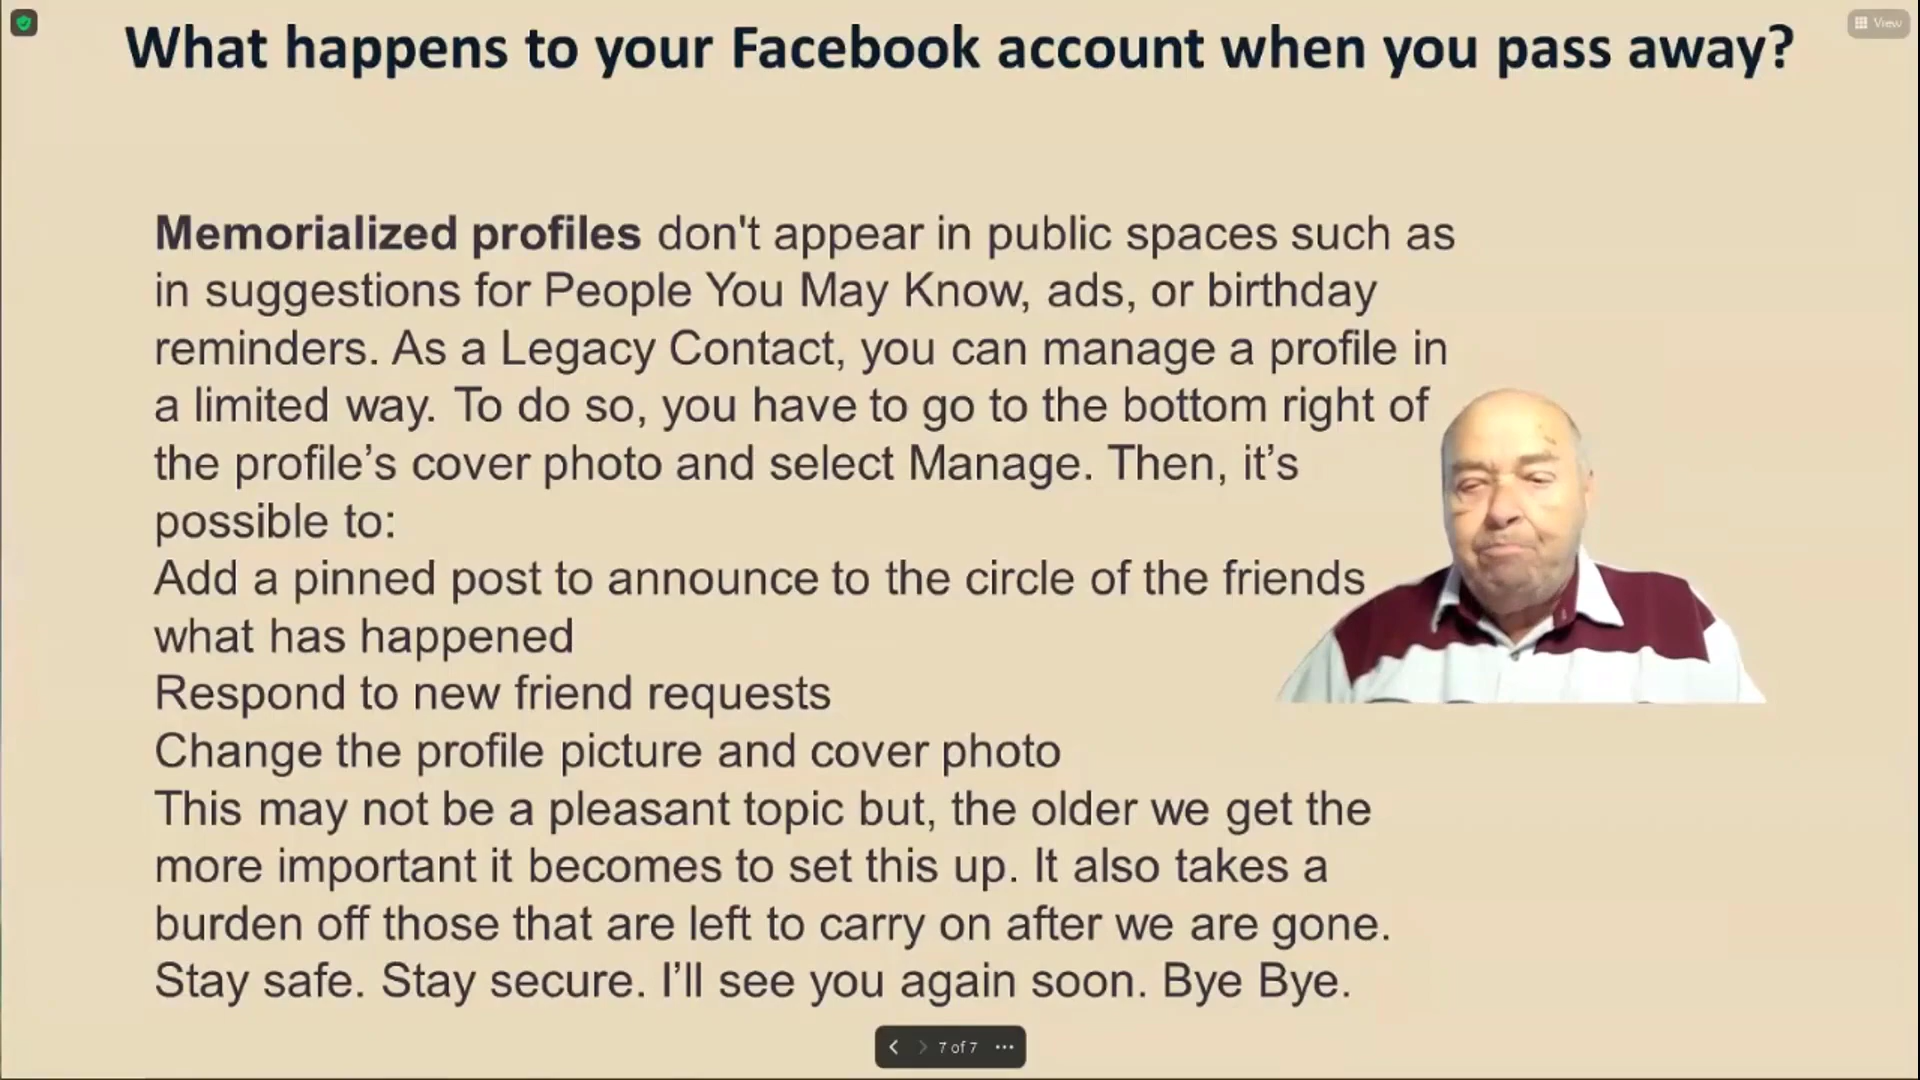 What happens to your Facebook account when you pass away?
View
Memorialized profiles don't appear in public spaces such as
in suggestions for People You May Know, ads, or birthday
reminders. As a Legacy Contact, you can manage a profile in
a limited way. To do so, you have to go to the bottom right of
the profile’s cover photo and select Manage. Then, it’s
possible to:
Add a pinned post to announce to the circle of the friends
what has happened
Respond to new friend requests
Change the profile picture and cover photo
This may not be a pleasant topic but, the older we get the
more important it becomes to set this up. It also takes a
burden off those that are left to carry on after we are gone.
Stay safe. Stay secure. I’ll see you again soon. Bye Bye.
7 of 7